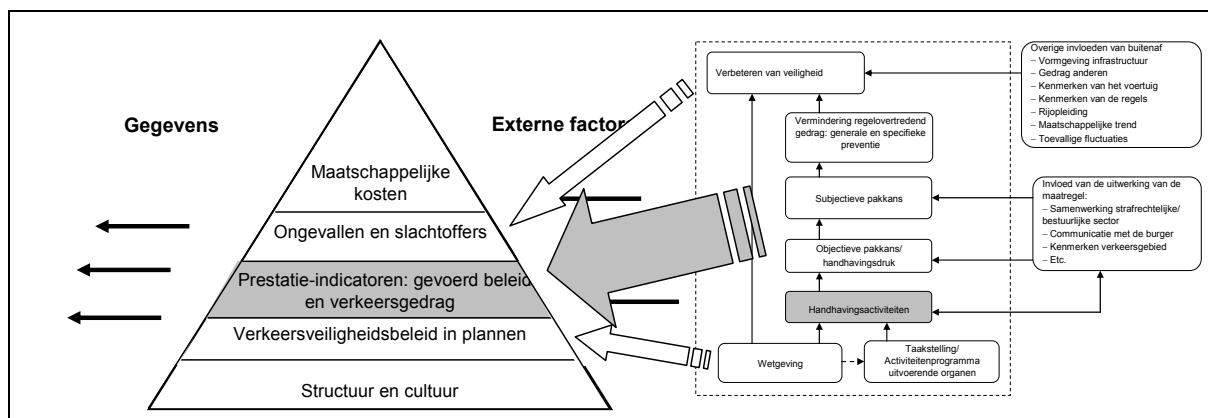 Gegevens
Externe factor
Maatschappelijke
kosten
Ongevallen en slachtoffers
Prestatie-indicatoren: gevoerd beleid
en verkeersgedrag
Verkeersveiligheidsbeleid in plannen
Structuur en cultuur
Verbeteren van veiligheid
Vermindering regelovertredend
gedrag: generale en specifieke
preventie
Subjectieve pakkans
Objectieve pakkans/
handhavingsdruk
Handhavingsactiviteiten
Wetgeving
Taakstelling/
Activiteitenprogramma
uitvoerende organen
Overige invloeden van buitenaf
– Vormgeving infrastructuur
– Gedrag anderen
– Kenmerken van het voertuig
– Kenmerken van de regels
– Rijopleiding
– Maatschappelijke trend
– Toevallige fluctuaties
Invloed van de uitwerking van de
maatregel:
– Samenwerking strafrechtelijke/
bestuurlijke sector
– Communicatie met de burger
– Kenmerken verkeersgebied
– Etc.